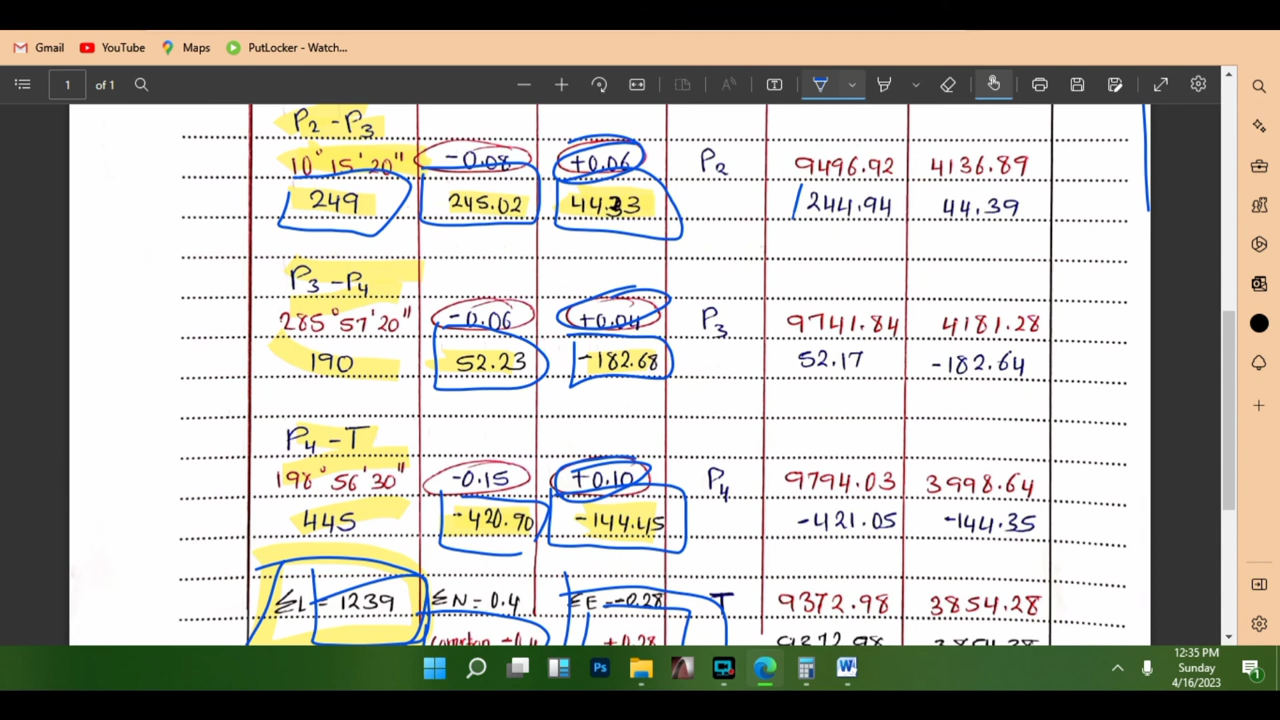 Gmail YouTube Maps PutLocker - Watch...
1 of 1
P2 - P3
10° 15' 20" -0.08 +0.06 P2 9496.92 4136.89
249 245.02 44.33 244.94 44.39
P3 - P4
285° 57' 20" -0.06 +0.04 P3 9741.84 4181.28
190 52.23 -182.68 52.17 -182.64
P4 - T
198° 56' 30" -0.15 +0.10 P4 9794.03 3998.64
445 -420.90 -144.45 -421.05 -144.35
ΣL = 1239 ΣN = 0.4 ΣE = -0.28 T 9372.98 3854.28
+0.28 9372.98 3854.28
12:35 PM
Sunday
4/16/2023